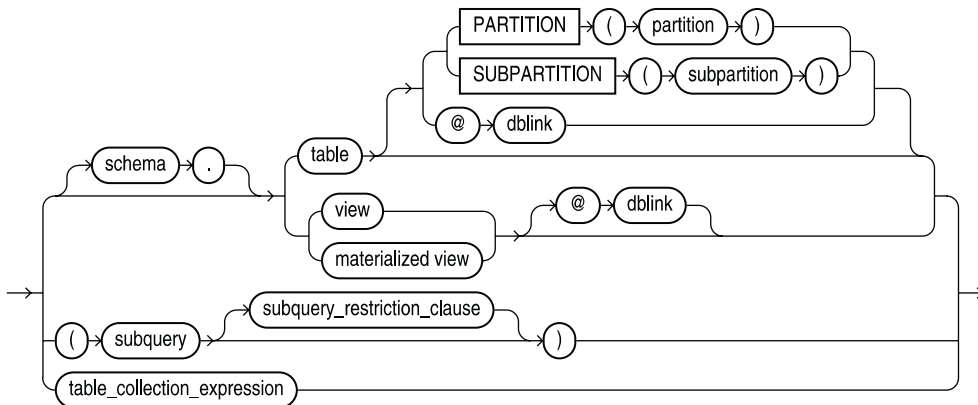 PARTITION ( partition )
SUBPARTITION ( subpartition )
@ dblink
schema . table
view @ dblink
materialized view
subquery_restriction_clause
( subquery )
table_collection_expression